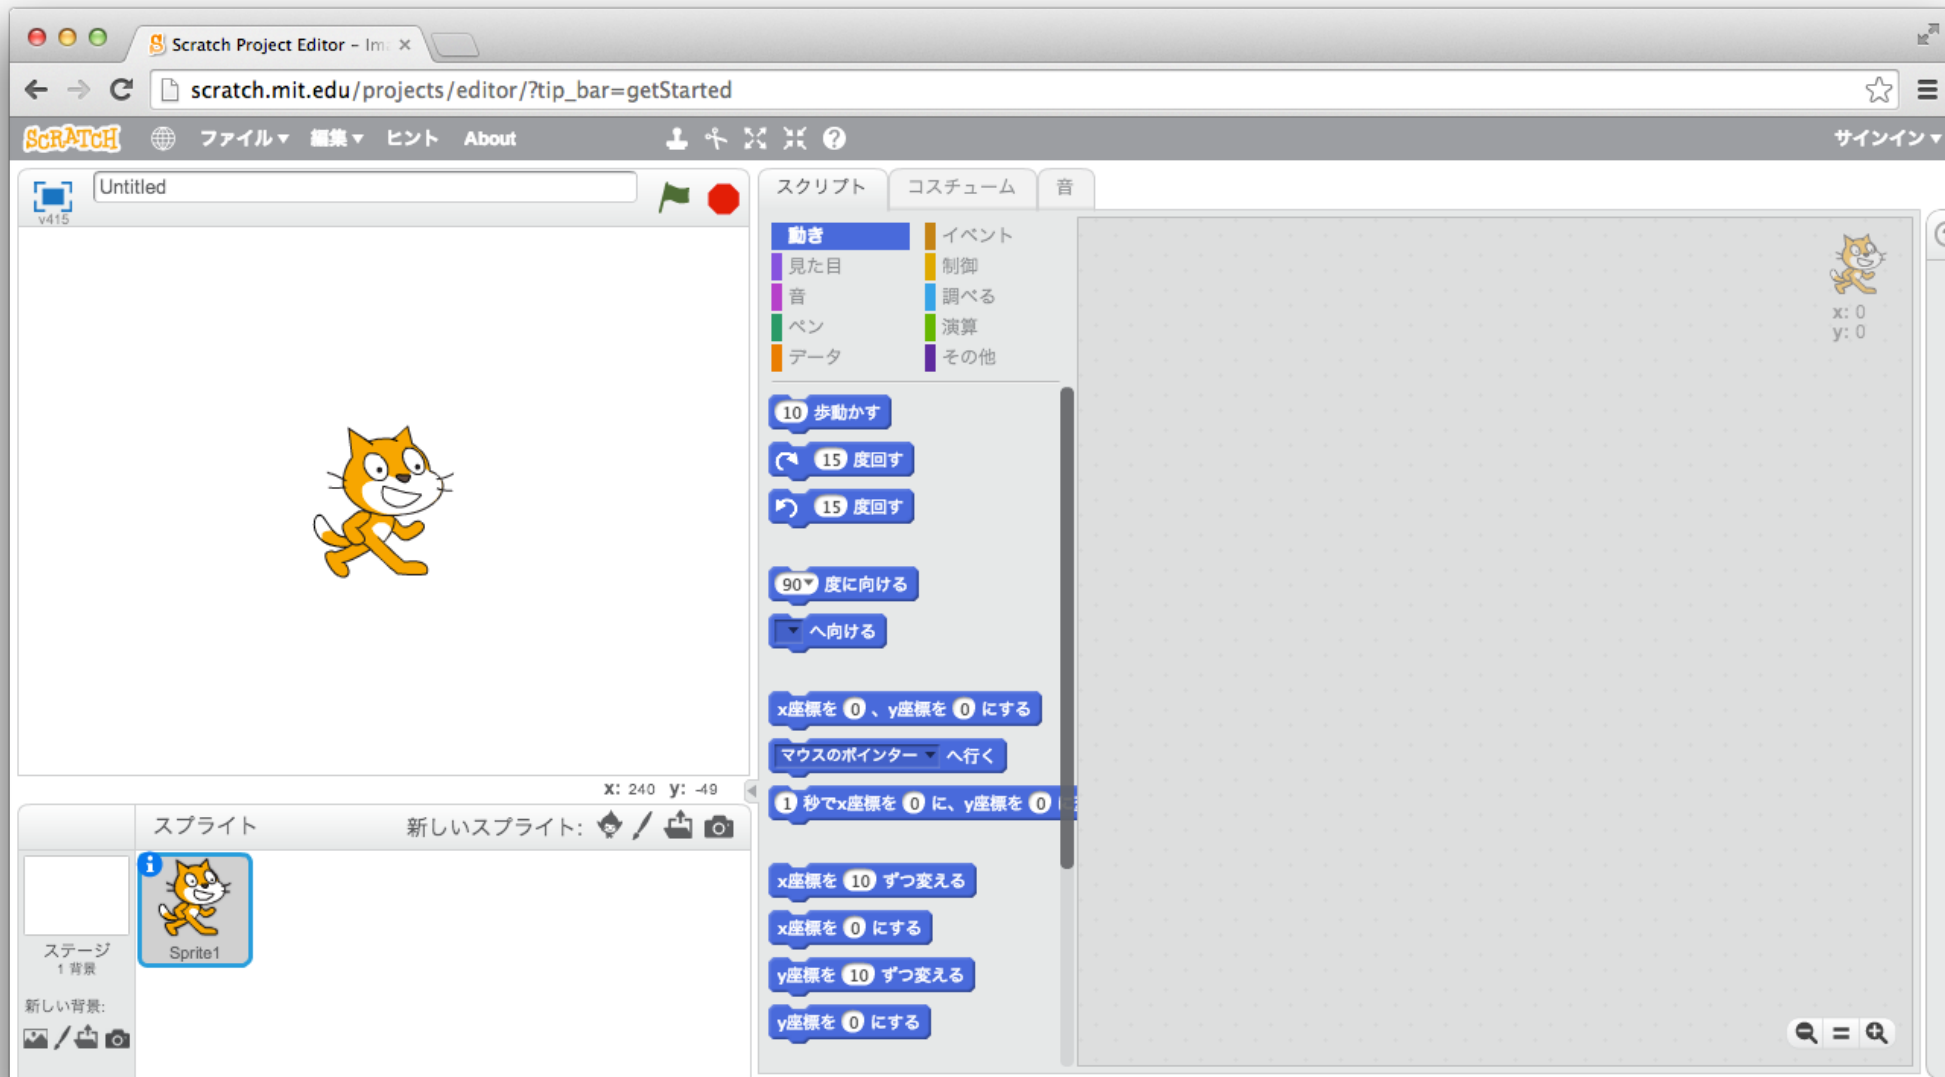 Scratch Project Editor – Im
scratch.mit.edu/projects/editor/?tip_bar=getStarted
SCRATCH ファイル 編集 ヒント About サインイン
v415 Untitled
スクリプト コスチューム 音
動き イベント
見た目 制御
音 調べる
ペン 演算
データ その他
x: 0
y: 0
10 歩動かす
15 度回す
15 度回す
90 度に向ける
へ向ける
x座標を 0 、y座標を 0 にする
マウスのポインター へ行く
1 秒でx座標を 0 に、y座標を 0 に
x座標を 10 ずつ変える
x座標を 0 にする
y座標を 10 ずつ変える
y座標を 0 にする
x: 240 y: -49
スプライト 新しいスプライト:
Sprite1
ステージ
1 背景
新しい背景: